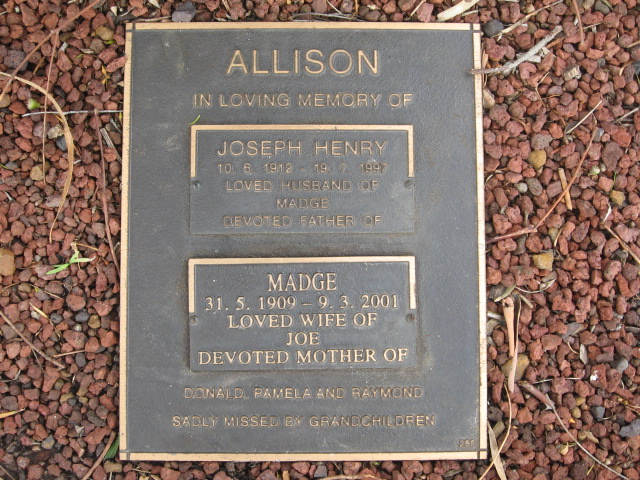 ALLISON
IN LOVING MEMORY OF
JOSEPH HENRY
10. 6. 1912 - 19. 7. 1997
LOVED HUSBAND OF
MADGE
DEVOTED FATHER OF
MADGE
31. 5. 1909 – 9. 3. 2001
LOVED WIFE OF
JOE
DEVOTED MOTHER OF
DONALD, PAMELA AND RAYMOND
SADLY MISSED BY GRANDCHILDREN